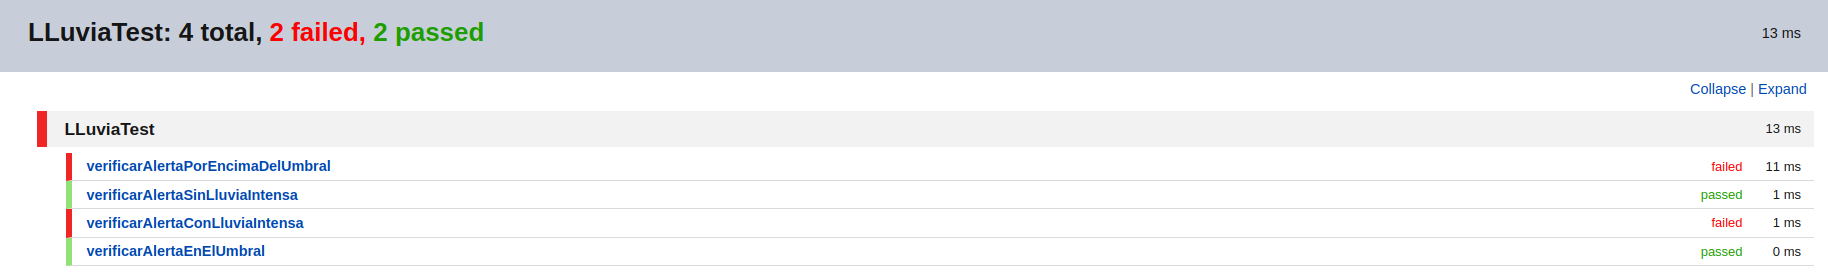 LLuviaTest: 4 total, 2 failed, 2 passed 13 ms
Collapse | Expand
LLuviaTest 13 ms
verificarAlertaPorEncimaDelUmbral failed 11 ms
verificarAlertaSinLluviaIntensa passed 1 ms
verificarAlertaConLluviaIntensa failed 1 ms
verificarAlertaEnElUmbral passed 0 ms